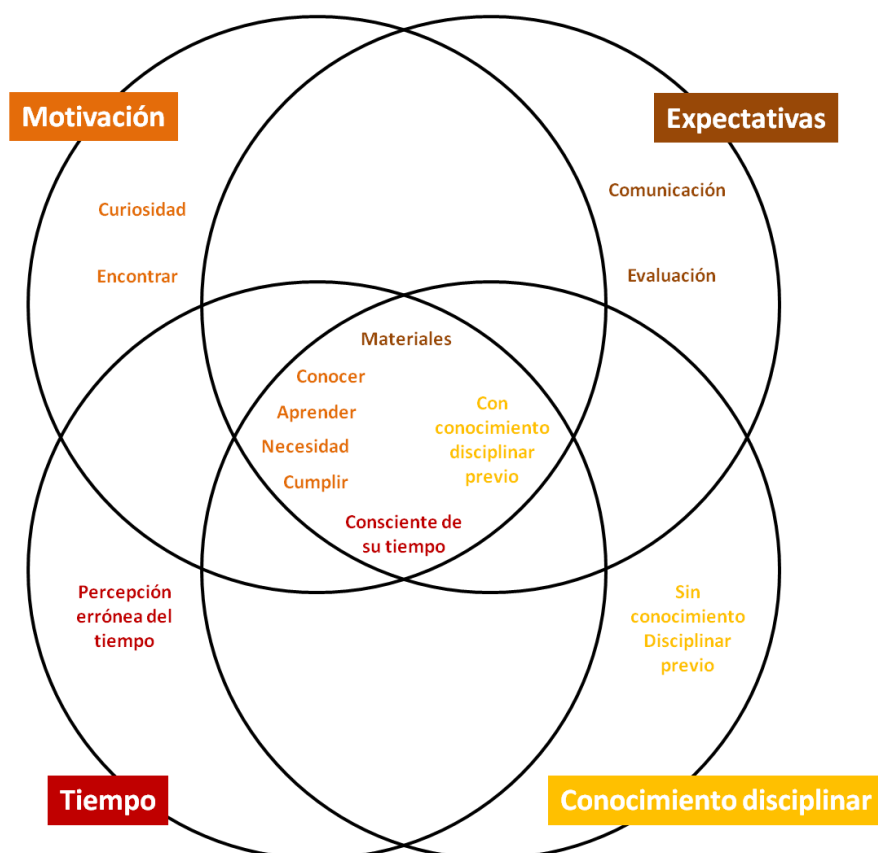 Motivación
Expectativas
Curiosidad
Encontrar
Comunicación
Evaluación
Materiales
Conocer
Aprender
Necesidad
Cumplir
Con
conocimiento
disciplinar
previo
Consciente de
su tiempo
Percepción
errónea del
tiempo
Sin
conocimiento
Disciplinar
previo
Tiempo
Conocimiento disciplinar